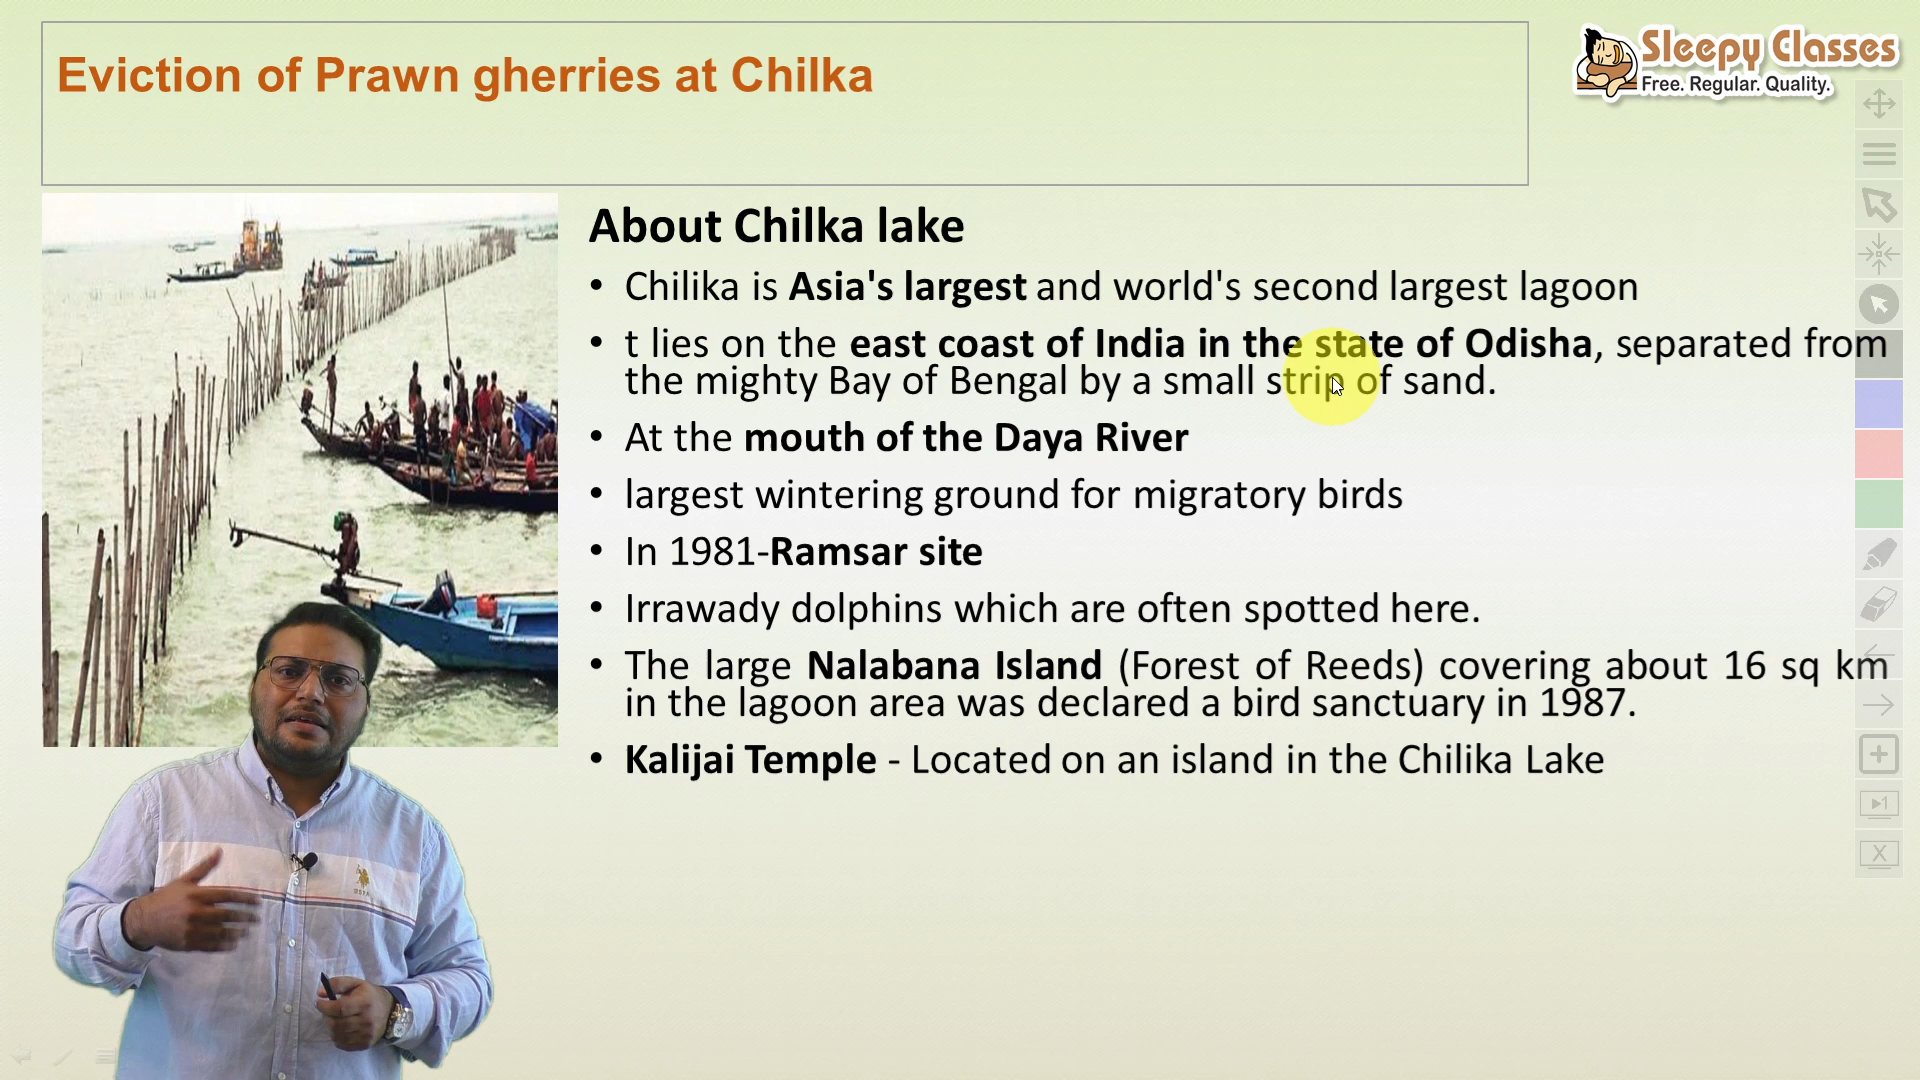 Eviction of Prawn gherries at Chilka
Sleepy Classes
Free. Regular. Quality.
About Chilka lake
• Chilika is Asia's largest and world's second largest lagoon
• t lies on the east coast of India in the state of Odisha, separated from
the mighty Bay of Bengal by a small strip of sand.
• At the mouth of the Daya River
• largest wintering ground for migratory birds
• In 1981-Ramsar site
• Irrawady dolphins which are often spotted here.
• The large Nalabana Island (Forest of Reeds) covering about 16 sq km
in the lagoon area was declared a bird sanctuary in 1987.
• Kalijai Temple - Located on an island in the Chilika Lake